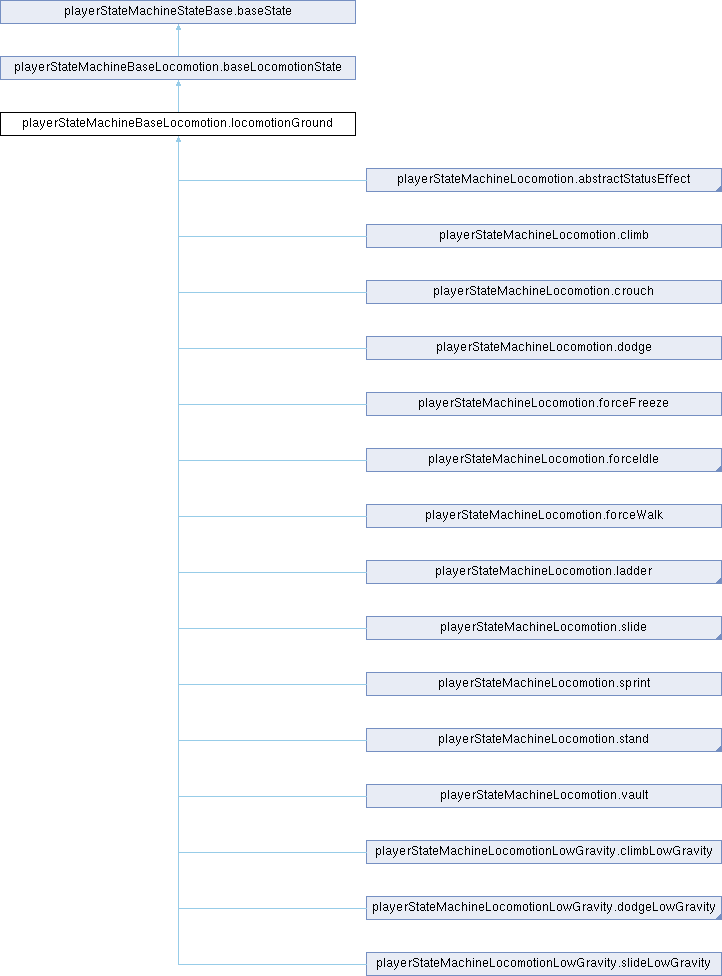 playerStateMachineStateBase.baseState
playerStateMachineBaseLocomotion.baseLocomotionState
playerStateMachineBaseLocomotion.locomotionGround
playerStateMachineLocomotion.abstractStatusEffect
playerStateMachineLocomotion.climb
playerStateMachineLocomotion.crouch
playerStateMachineLocomotion.dodge
playerStateMachineLocomotion.forceFreeze
playerStateMachineLocomotion.forceIdle
playerStateMachineLocomotion.forceWalk
playerStateMachineLocomotion.ladder
playerStateMachineLocomotion.slide
playerStateMachineLocomotion.sprint
playerStateMachineLocomotion.stand
playerStateMachineLocomotion.vault
playerStateMachineLocomotionLowGravity.climbLowGravity
playerStateMachineLocomotionLowGravity.dodgeLowGravity
playerStateMachineLocomotionLowGravity.slideLowGravity